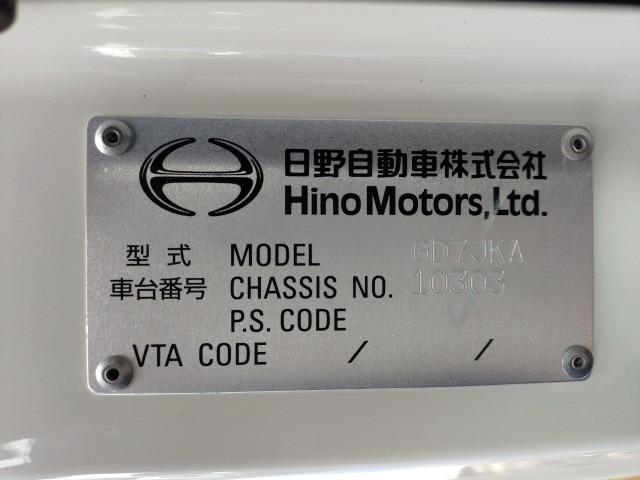 日野自動車株式会社
Hino Motors, Ltd.
型式 MODEL GD7JKA
車台番号 CHASSIS NO. 10303
P.S. CODE
VTA CODE / /